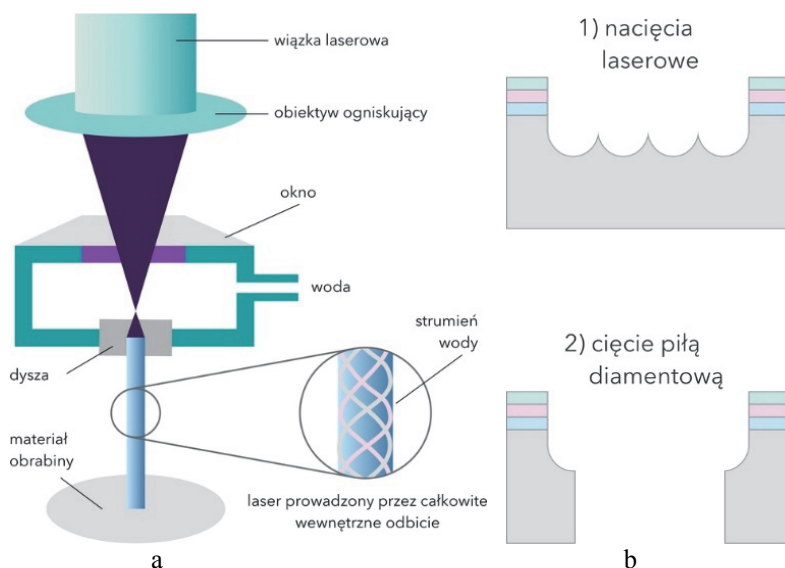 wiązka laserowa
obiektyw ogniskujący
okno
woda
strumień
wody
dysza
materiał
obrabiny
laser prowadzony przez całkowite
wewnętrzne odbicie
a
1) nacięcia
laserowe
2) cięcie piłą
diamentową
b